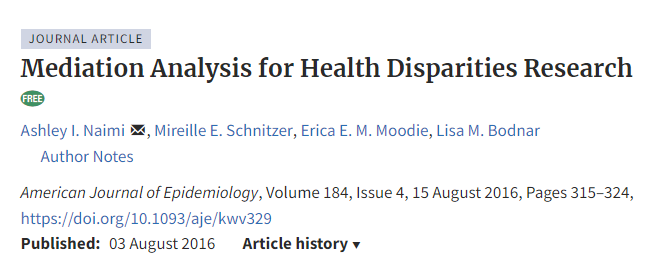 JOURNAL ARTICLE
Mediation Analysis for Health Disparities Research
FREE
Ashley I. Naimi, Mireille E. Schnitzer, Erica E. M. Moodie, Lisa M. Bodnar
Author Notes
American Journal of Epidemiology, Volume 184, Issue 4, 15 August 2016, Pages 315–324,
https://doi.org/10.1093/aje/kwv329
Published: 03 August 2016 Article history ▾